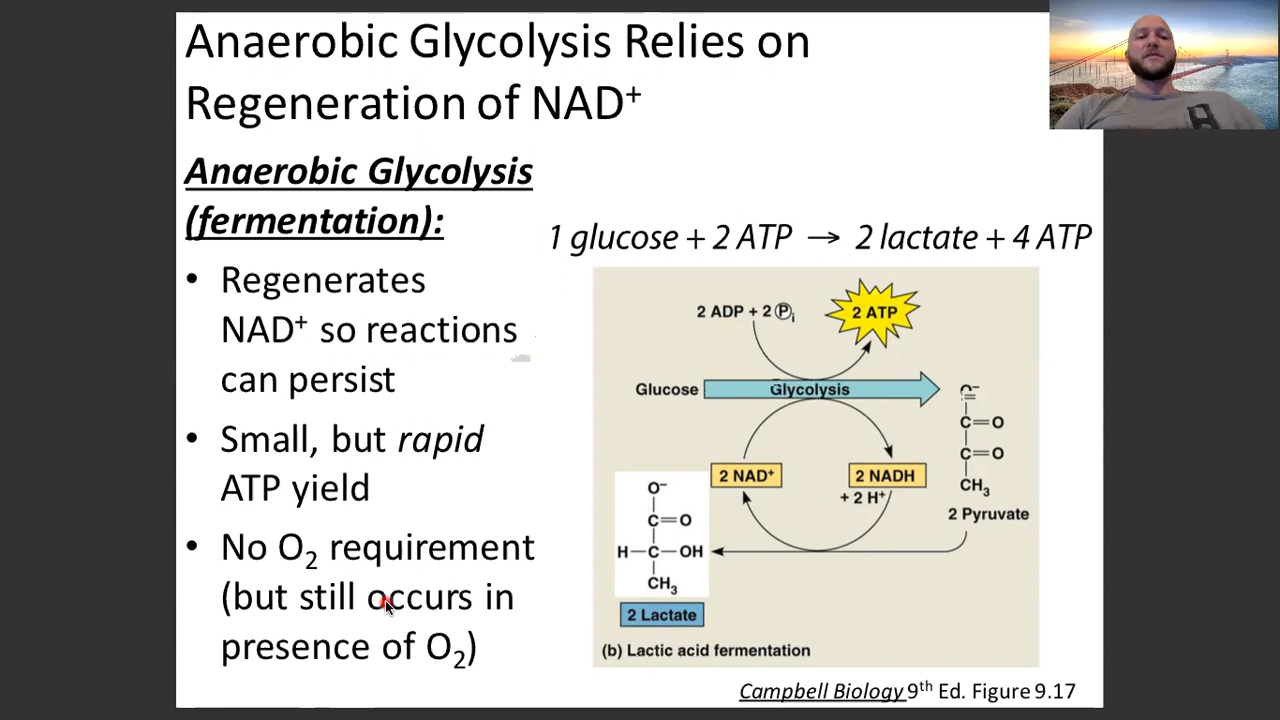 Anaerobic Glycolysis Relies on
Regeneration of NAD⁺
Anaerobic Glycolysis
(fermentation):
• Regenerates
NAD⁺ so reactions
can persist
• Small, but rapid
ATP yield
• No O₂ requirement
(but still occurs in
presence of O₂)
1 glucose + 2 ATP → 2 lactate + 4 ATP
2 ADP + 2 Ⓟi
2 ATP
Glucose
Glycolysis
O⁻
C=O
C=O
CH₃
2 Pyruvate
2 NAD⁺
2 NADH
+ 2 H⁺
O⁻
C=O
H—C—OH
CH₃
2 Lactate
(b) Lactic acid fermentation
Campbell Biology 9th Ed. Figure 9.17